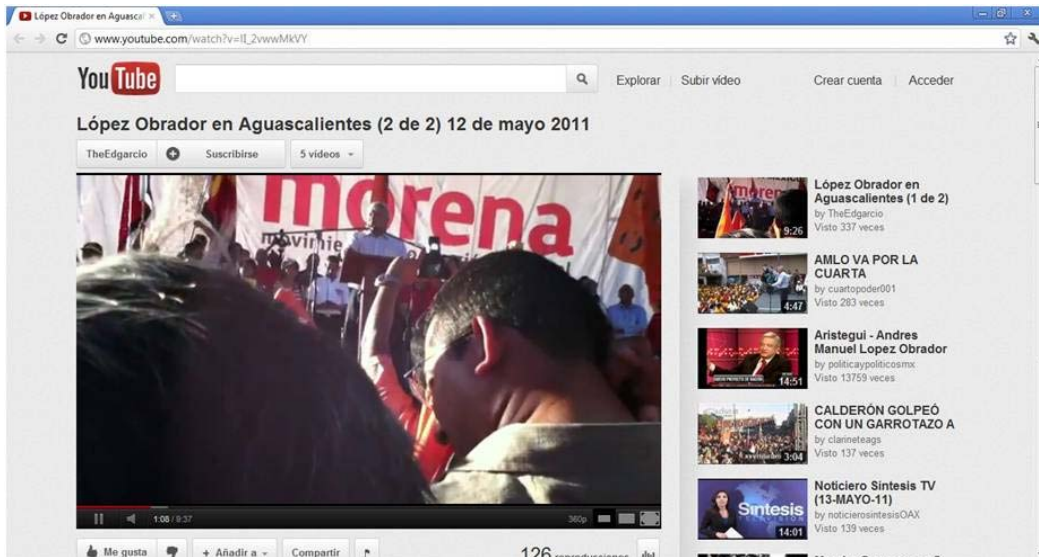 López Obrador en Aguascal
www.youtube.com/watch?v=lI_2vwwMkVY
YouTube
Explorar
Subir vídeo
Crear cuenta
Acceder
López Obrador en Aguascalientes (2 de 2) 12 de mayo 2011
TheEdgarcio
Suscribirse
5 vídeos
morena
movimie
1:08 / 9:37
360p
Me gusta
+ Añadir a
Compartir
126 reproducciones
9:26
López Obrador en
Aguascalientes (1 de 2)
by TheEdgarcio
Visto 337 veces
4:47
AMLO VA POR LA
CUARTA
by cuartopoder001
Visto 283 veces
14:51
Aristegui - Andres
Manuel Lopez Obrador
by politicaypoliticosmx
Visto 13759 veces
3:04
CALDERÓN GOLPEÓ
CON UN GARROTAZO A
by clarineteags
Visto 137 veces
Síntesis
14:01
Noticiero Síntesis TV
(13-MAYO-11)
by noticierosintesisOAX
Visto 139 veces